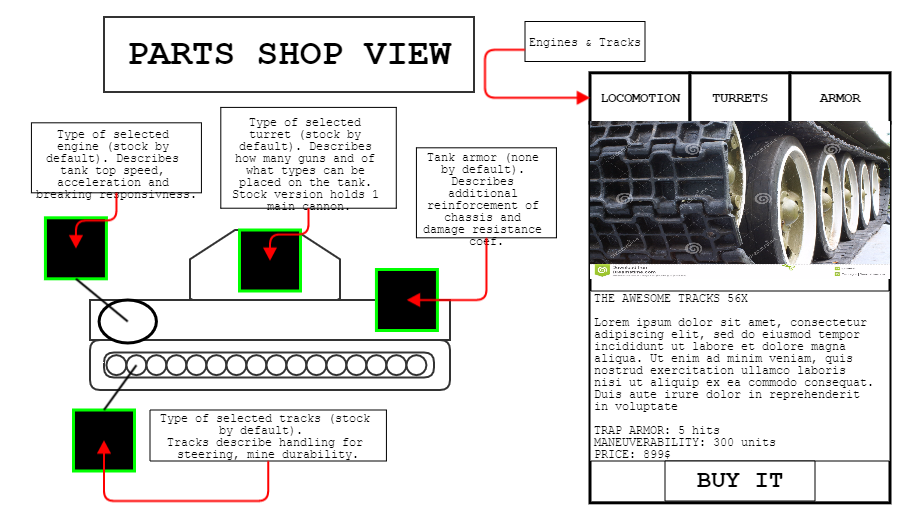 PARTS SHOP VIEW
Engines & Tracks
LOCOMOTION
TURRETS
ARMOR
Type of selected
engine (stock by
default). Describes
tank top speed,
acceleration and
breaking responsivness.
Type of selected
turret (stock by
default). Describes
how many guns and of
what types can be
placed on the tank.
Stock version holds 1
main cannon.
Tank armor (none
by default).
Describes
additional
reinforcement of
chassis and
damage resistance
coef.
Type of selected tracks (stock
by default).
Tracks describe handling for
steering, mine durability.
THE AWESOME TRACKS 56X
Lorem ipsum dolor sit amet, consectetur
adipiscing elit, sed do eiusmod tempor
incididunt ut labore et dolore magna
aliqua. Ut enim ad minim veniam, quis
nostrud exercitation ullamco laboris
nisi ut aliquip ex ea commodo consequat.
Duis aute irure dolor in reprehenderit
in voluptate
TRAP ARMOR: 5 hits
MANEUVERABILITY: 300 units
PRICE: 899$
BUY IT